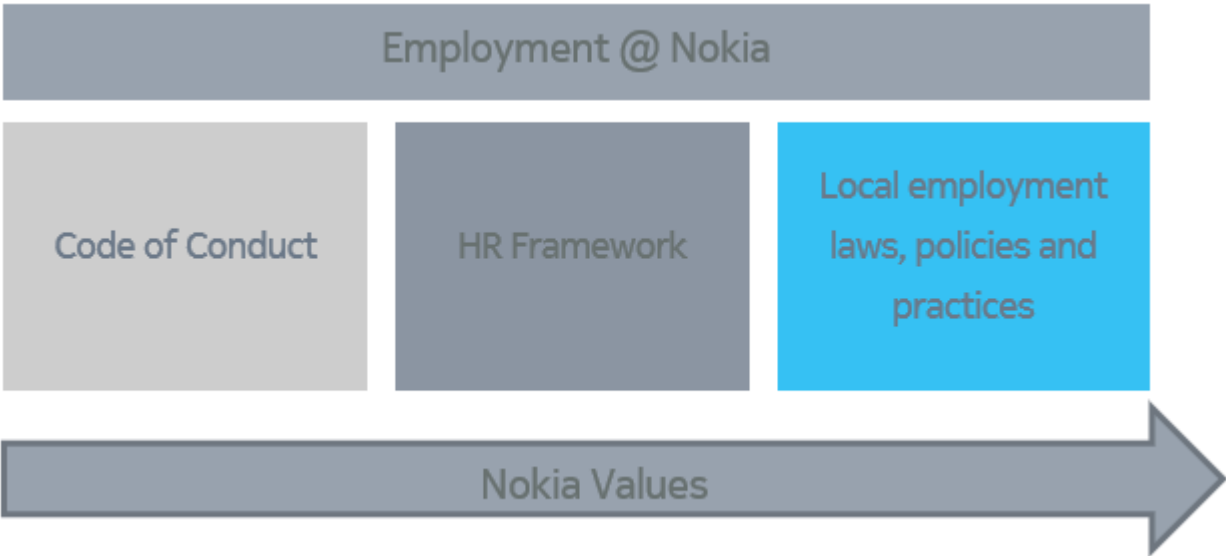 Employment @ Nokia
Code of Conduct
HR Framework
Local employment
laws, policies and
practices
Nokia Values